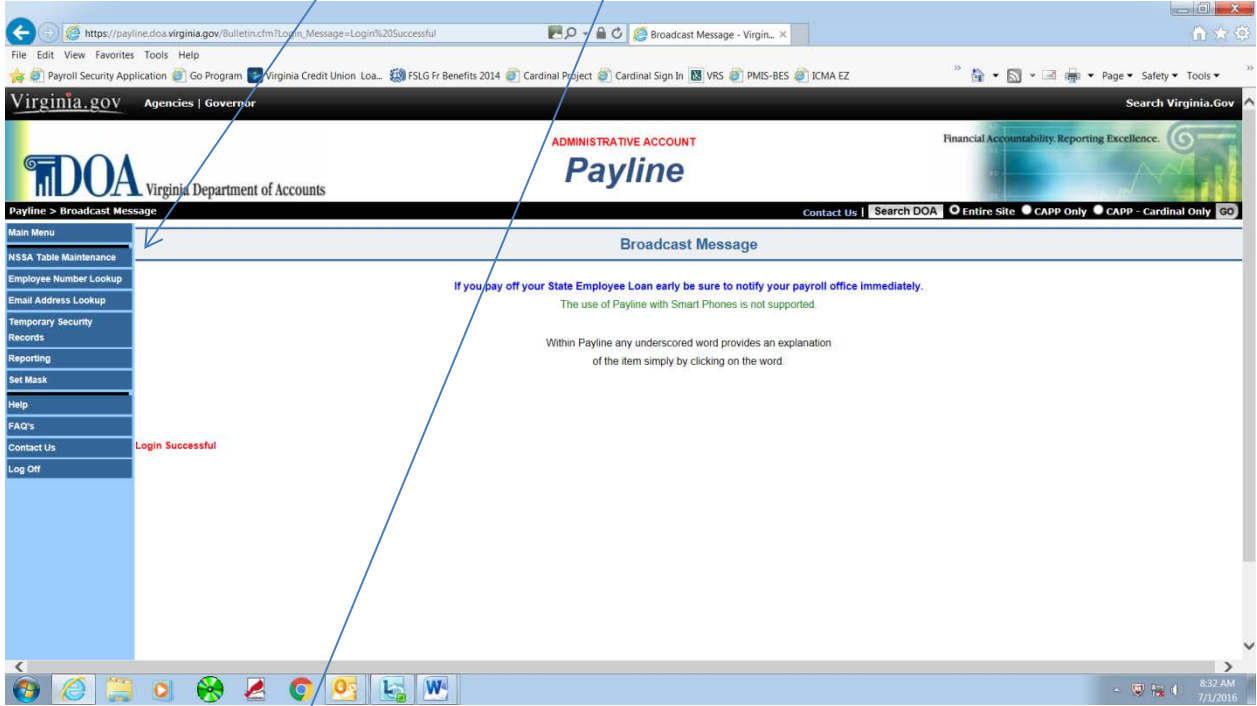 https://payline.doa.virginia.gov/Bulletin.cfm?Login_Message=Login%20Successful
Broadcast Message - Virgin...
File Edit View Favorites Tools Help
Payroll Security Application Go Program Virginia Credit Union Loa... FSLG Fr Benefits 2014 Cardinal Project Cardinal Sign In VRS PMIS-BES ICMA EZ Page Safety Tools
Virginia.gov Agencies | Governor Search Virginia.Gov
DOA Virginia Department of Accounts
ADMINISTRATIVE ACCOUNT
Payline
Financial Accountability. Reporting Excellence.
Payline > Broadcast Message
Contact Us | Search DOA Entire Site CAPP Only CAPP - Cardinal Only GO
Main Menu
NSSA Table Maintenance
Employee Number Lookup
Email Address Lookup
Temporary Security
Records
Reporting
Set Mask
Help
FAQ's
Contact Us
Log Off
Broadcast Message
If you pay off your State Employee Loan early be sure to notify your payroll office immediately.
The use of Payline with Smart Phones is not supported.
Within Payline any underscored word provides an explanation
of the item simply by clicking on the word.
Login Successful
8:32 AM
7/1/2016